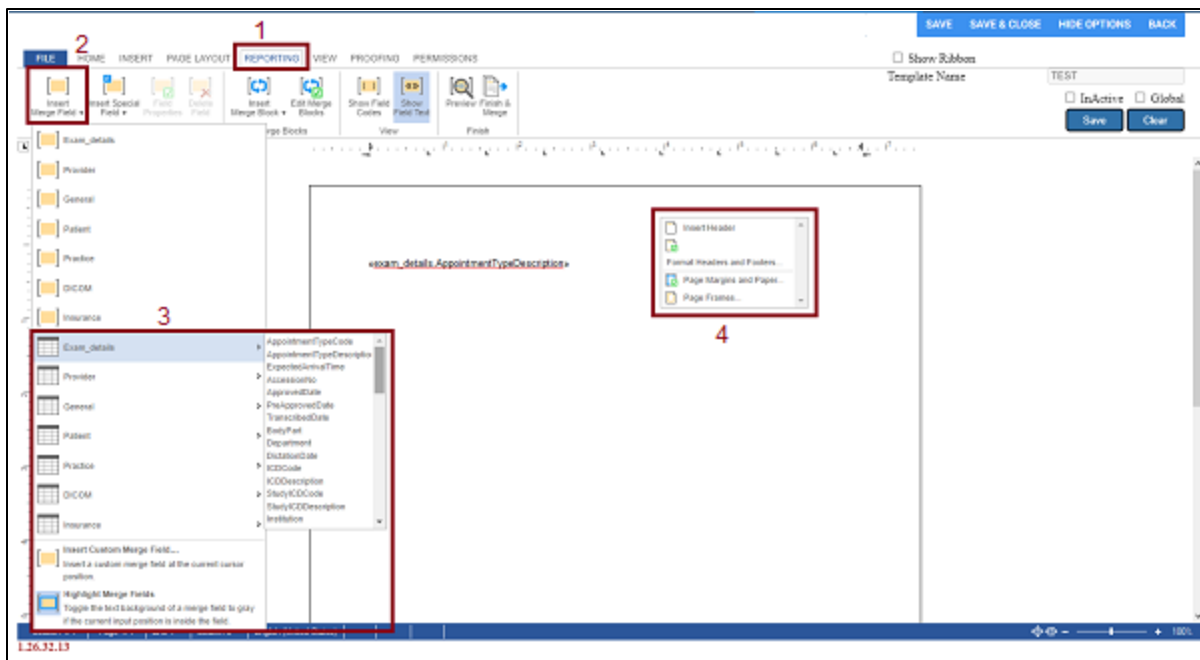 SAVE SAVE & CLOSE HIDE OPTIONS BACK
1
2
FILE HOME INSERT PAGE LAYOUT REPORTING VIEW PROOFING PERMISSIONS
Show Ribbon
Template Name TEST
InActive Global
Save Clear
Insert Merge Field
Insert Special Field
Field Properties
Delete Field
Insert Merge Block
Edit Merge Blocks
Show Field Codes
Show Field Text
Preview
Finish & Merge
Blocks View Finish
Exam_details
Provider
General
Patient
Practice
DICOM
Insurance
3
Exam_details
Provider
General
Patient
Practice
DICOM
Insurance
AppointmentTypeCode
AppointmentTypeDescriptio
ExpectedArrivalTime
AccessionNo
ApprovedDate
PreApprovedDate
TranscribedDate
BodyPart
Department
DictationDate
ICDCode
ICDDescription
StudyICDCode
StudyICDDescription
Institution
Insert Custom Merge Field...
Insert a custom merge field at the current cursor
position.
Highlight Merge Fields
Toggle the text background of a merge field to gray
if the current input position is inside the field.
«exam_details.AppointmentTypeDescription»
Insert Header
Format Headers and Footers...
Page Margins and Paper...
Page Frames...
4
100%
1.26.32.13